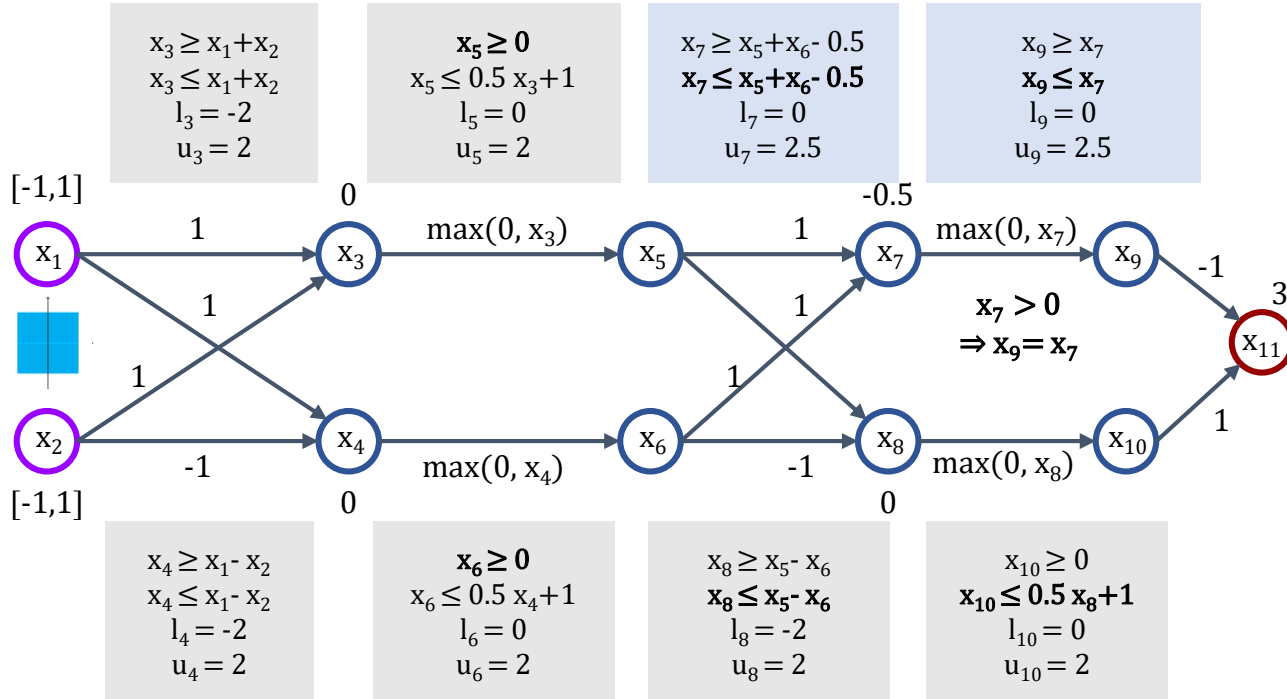 x₃ ≥ x₁+x₂
x₃ ≤ x₁+x₂
l₃ = -2
u₃ = 2
x₅ ≥ 0
x₅ ≤ 0.5 x₃+1
l₅ = 0
u₅ = 2
x₇ ≥ x₅+x₆- 0.5
x₇ ≤ x₅+x₆- 0.5
l₇ = 0
u₇ = 2.5
x₉ ≥ x₇
x₉ ≤ x₇
l₉ = 0
u₉ = 2.5
[-1,1]
0
-0.5
x₁
1
x₃
max(0, x₃)
x₅
1
x₇
max(0, x₇)
x₉
-1
3
1
1
x₇ > 0
⇒ x₉= x₇
x₁₁
1
1
1
x₂
-1
x₄
max(0, x₄)
x₆
-1
x₈
max(0, x₈)
x₁₀
[-1,1]
0
0
x₄ ≥ x₁- x₂
x₄ ≤ x₁- x₂
l₄ = -2
u₄ = 2
x₆ ≥ 0
x₆ ≤ 0.5 x₄+1
l₆ = 0
u₆ = 2
x₈ ≥ x₅- x₆
x₈ ≤ x₅- x₆
l₈ = -2
u₈ = 2
x₁₀ ≥ 0
x₁₀ ≤ 0.5 x₈+1
l₁₀ = 0
u₁₀ = 2